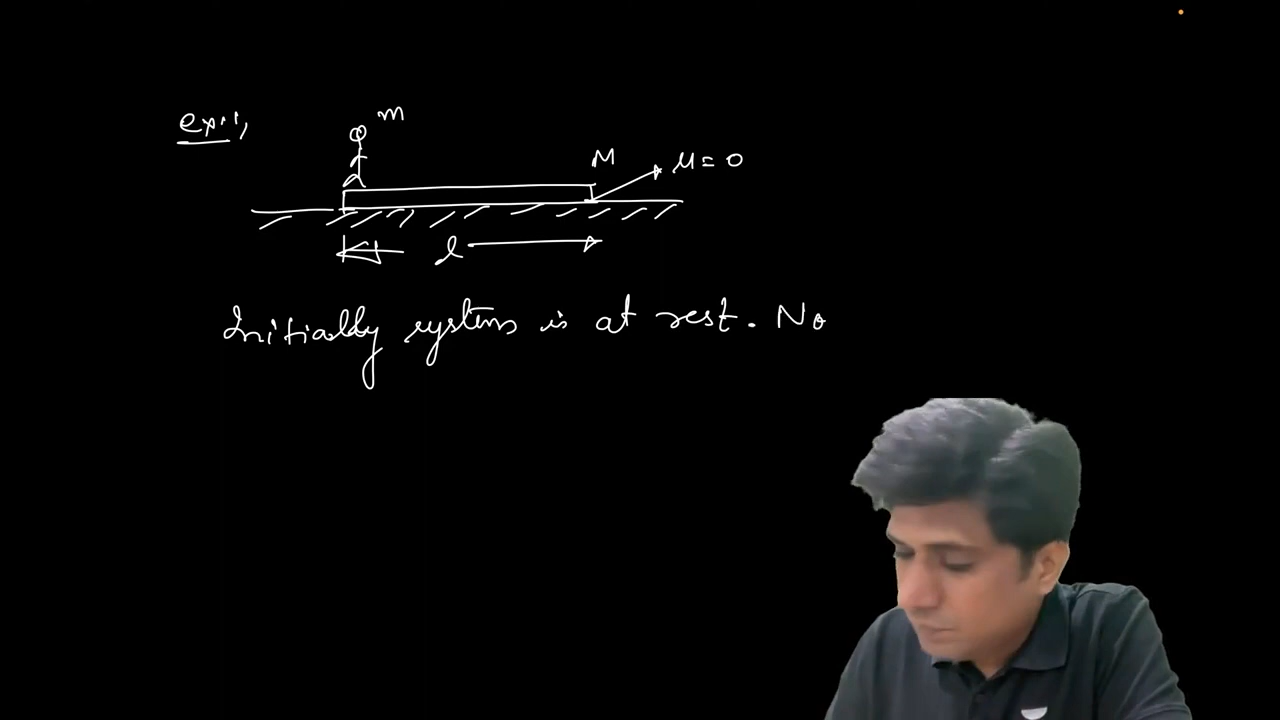 ex:-1,
m
M
μ = 0
l
Initially system is at rest. No